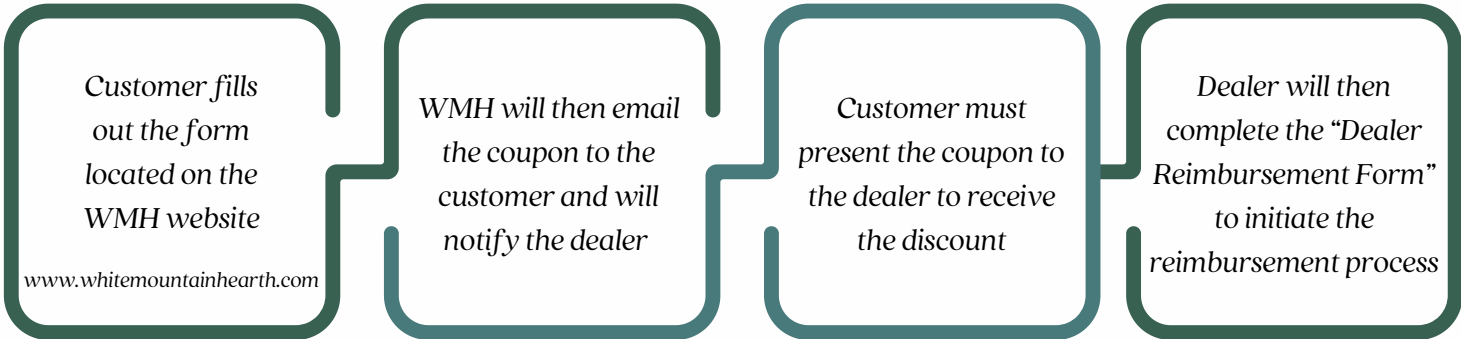 Customer fills
out the form
located on the
WMH website
www.whitemountainhearth.com
WMH will then email
the coupon to the
customer and will
notify the dealer
Customer must
present the coupon to
the dealer to receive
the discount
Dealer will then
complete the “Dealer
Reimbursement Form”
to initiate the
reimbursement process